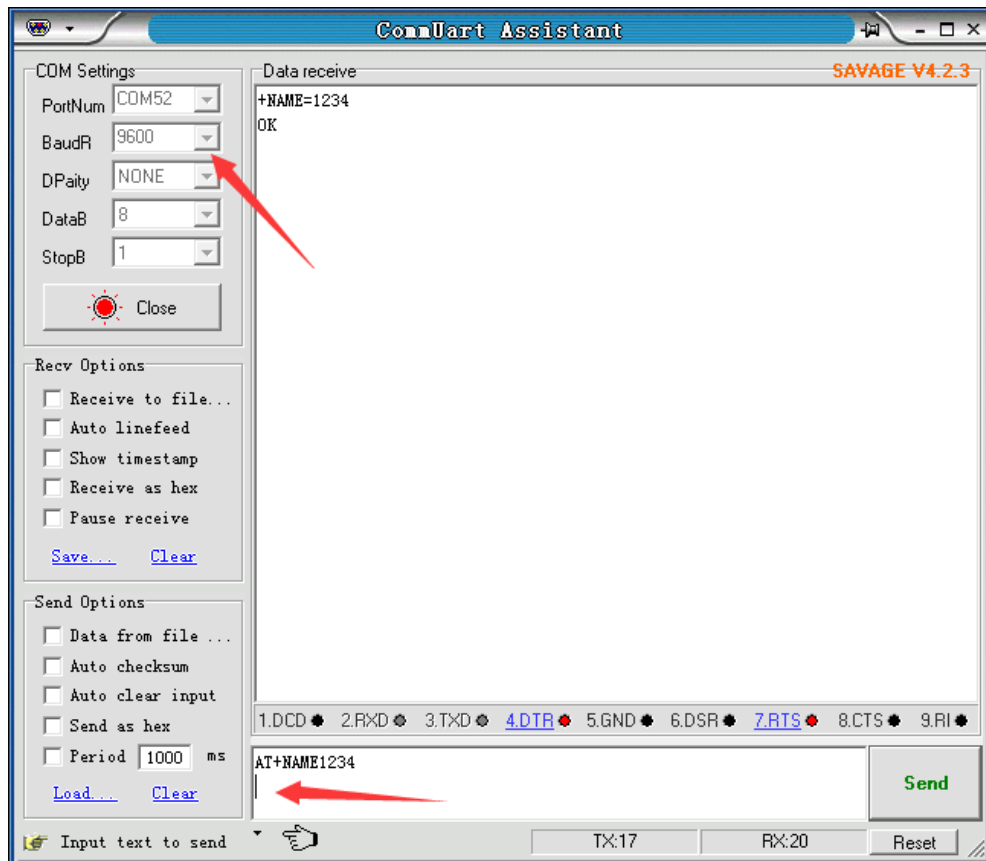 CommUart Assistant
COM Settings
PortNum COM52
BaudR 9600
DPaity NONE
DataB 8
StopB 1
Close
Recv Options
Receive to file...
Auto linefeed
Show timestamp
Receive as hex
Pause receive
Save... Clear
Send Options
Data from file ...
Auto checksum
Auto clear input
Send as hex
Period 1000 ms
Load... Clear
Data receive SAVAGE V4.2.3
+NAME=1234
OK
1.DCD 2.RXD 3.TXD 4.DTR 5.GND 6.DSR 7.RTS 8.CTS 9.RI
AT+NAME1234
Send
Input text to send TX:17 RX:20 Reset